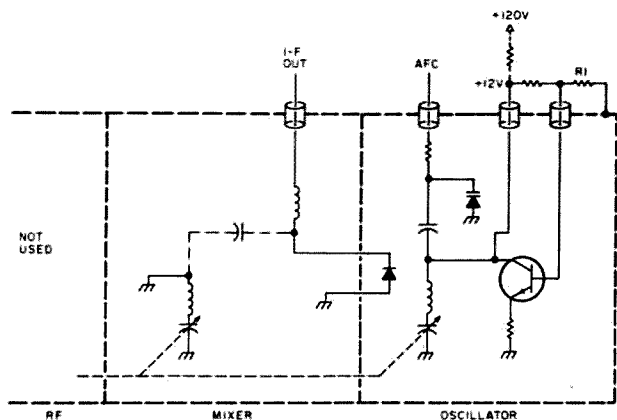 +120V
I-F
OUT
AFC
+12V
R1
NOT
USED
RF
MIXER
OSCILLATOR